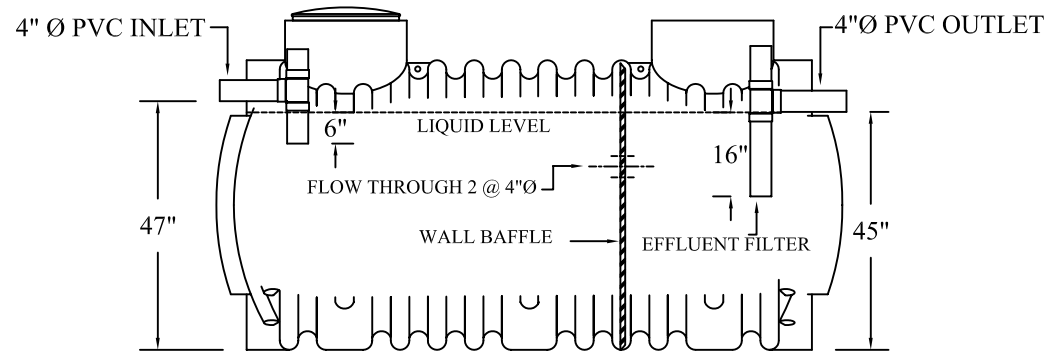 4" Ø PVC INLET
4"Ø PVC OUTLET
6"
LIQUID LEVEL
16"
FLOW THROUGH 2 @ 4"Ø
47"
WALL BAFFLE
EFFLUENT FILTER
45"